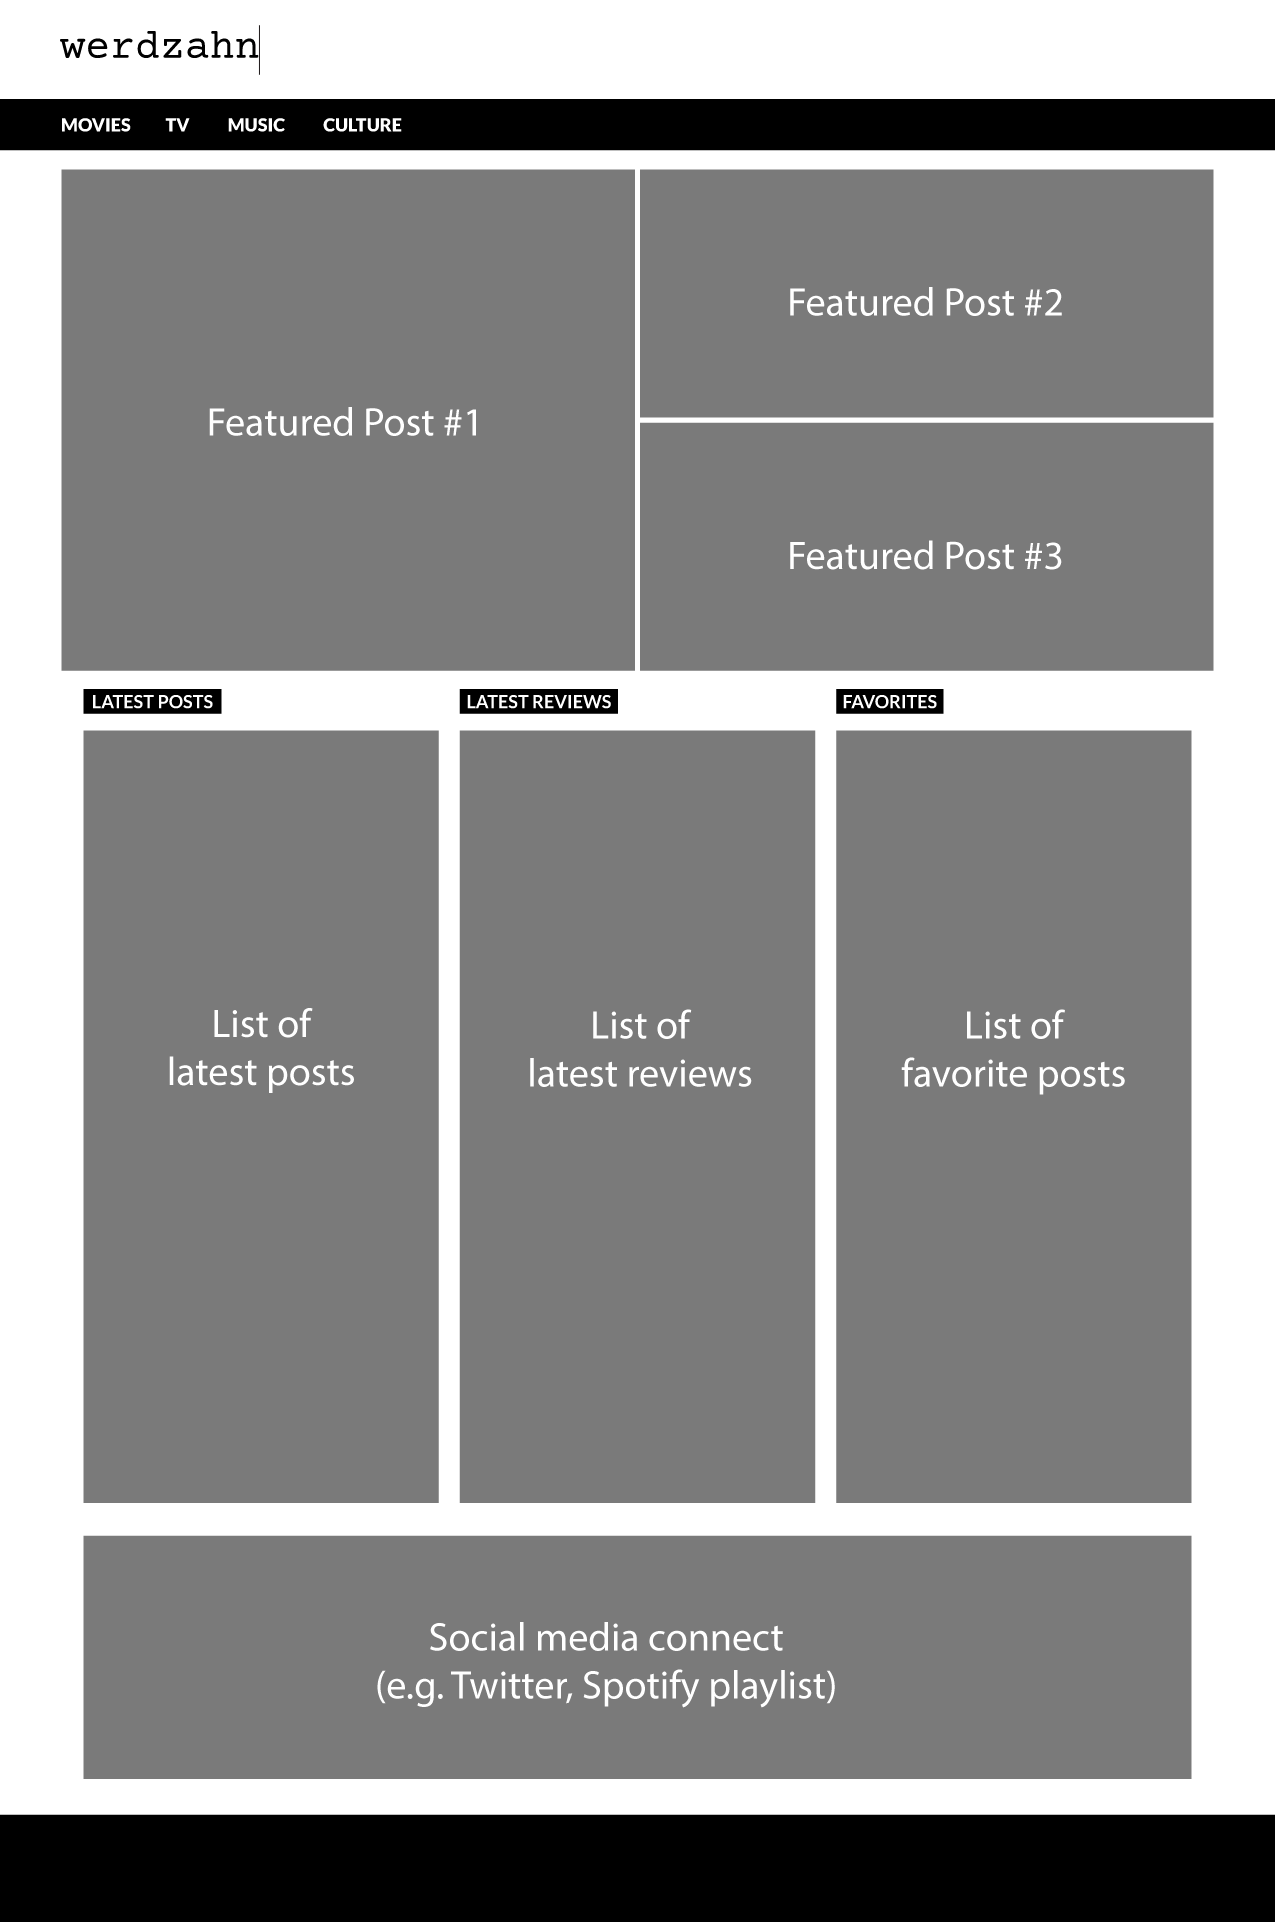 werdzahn
MOVIES TV MUSIC CULTURE
Featured Post #1
Featured Post #2
Featured Post #3
LATEST POSTS
LATEST REVIEWS
FAVORITES
List of
latest posts
List of
latest reviews
List of
favorite posts
Social media connect
(e.g. Twitter, Spotify playlist)